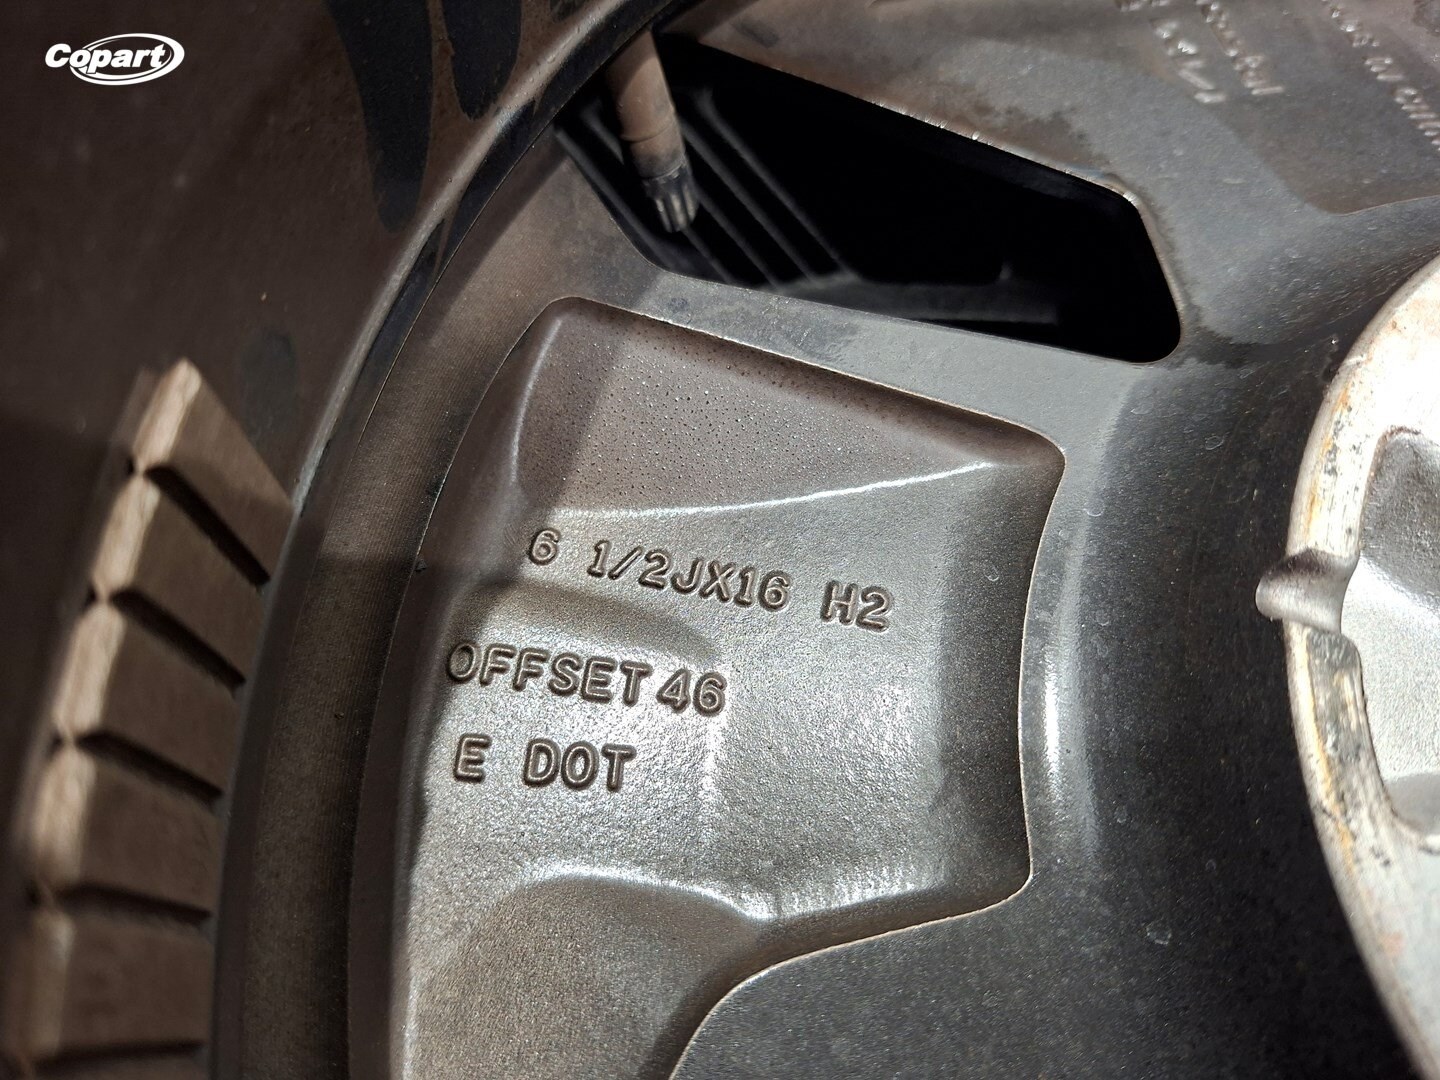 Copart
6 1/2JX16 H2
OFFSET 46
E DOT